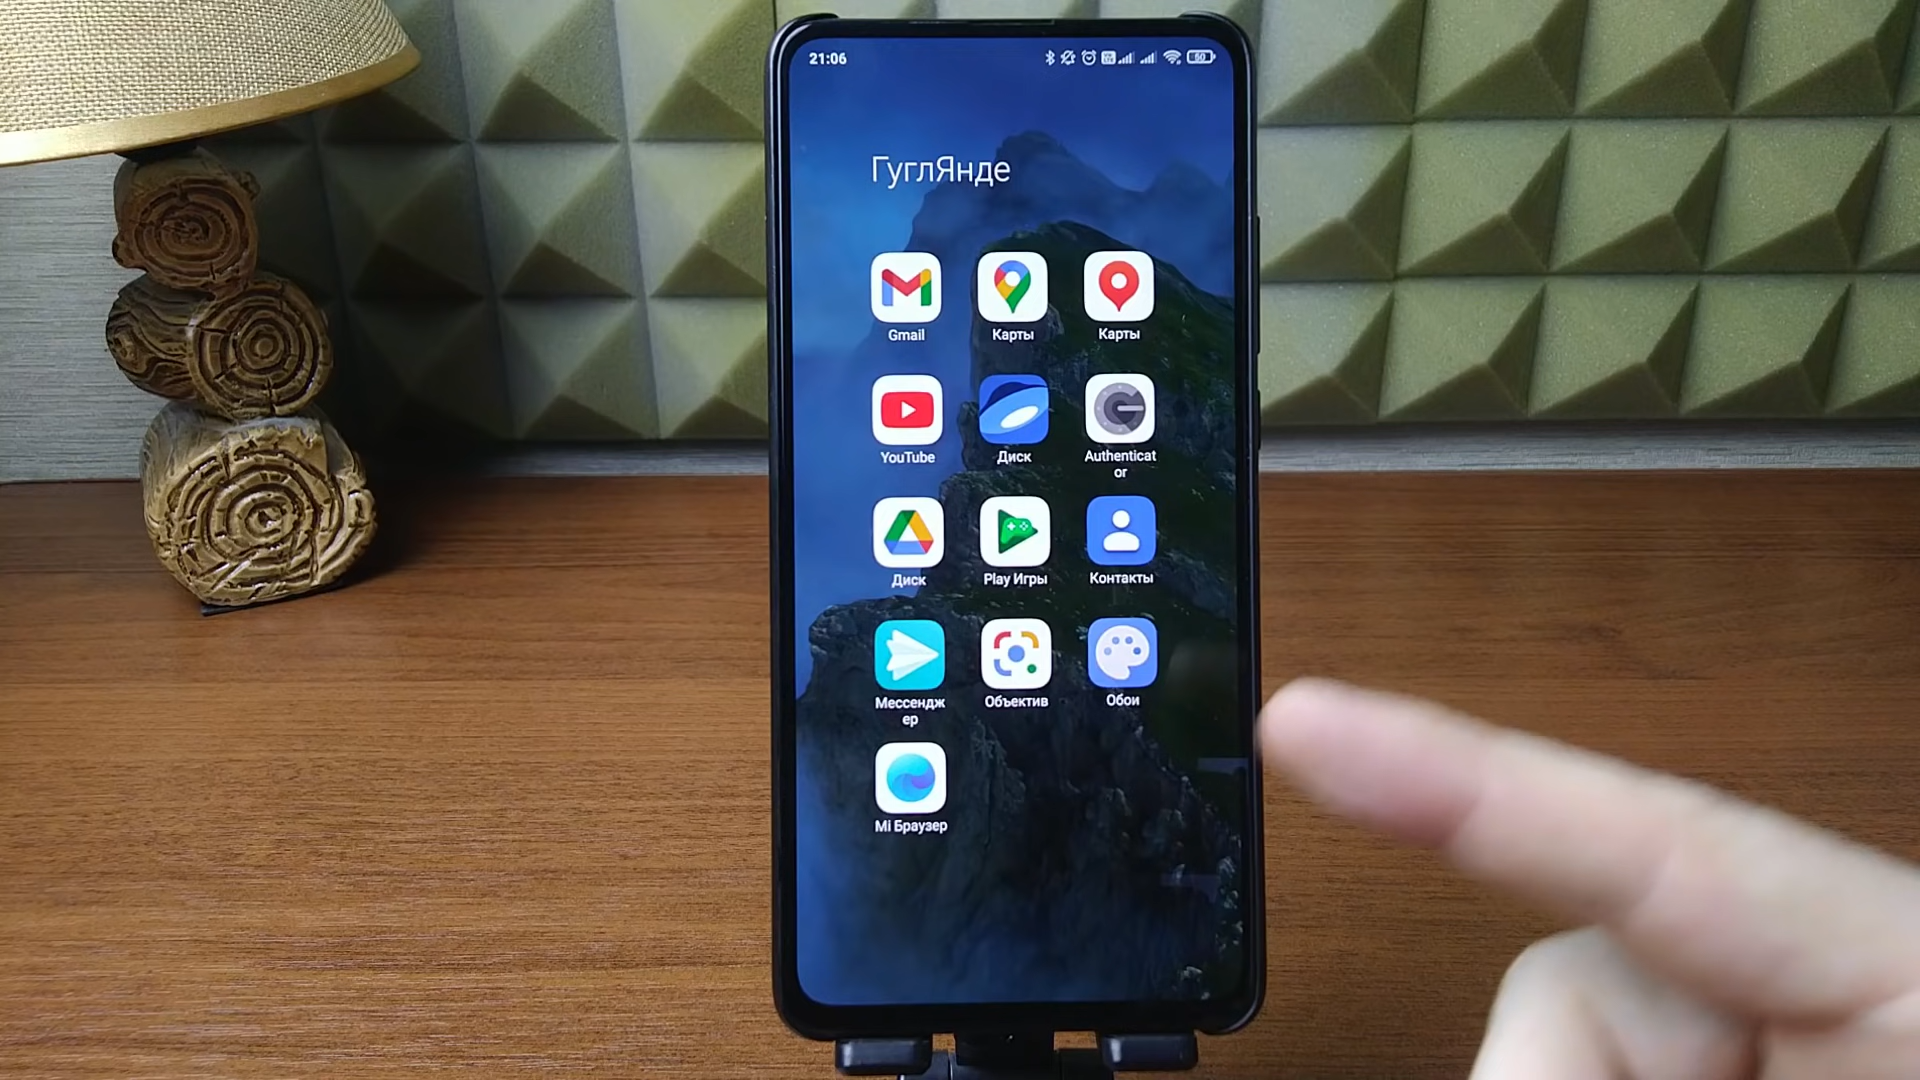 21:06
60
ГуглЯнде
Gmail
Карты
Карты
YouTube
Диск
Authenticat
or
Диск
Play Игры
Контакты
Мессендж
ер
Объектив
Обои
Mi Браузер